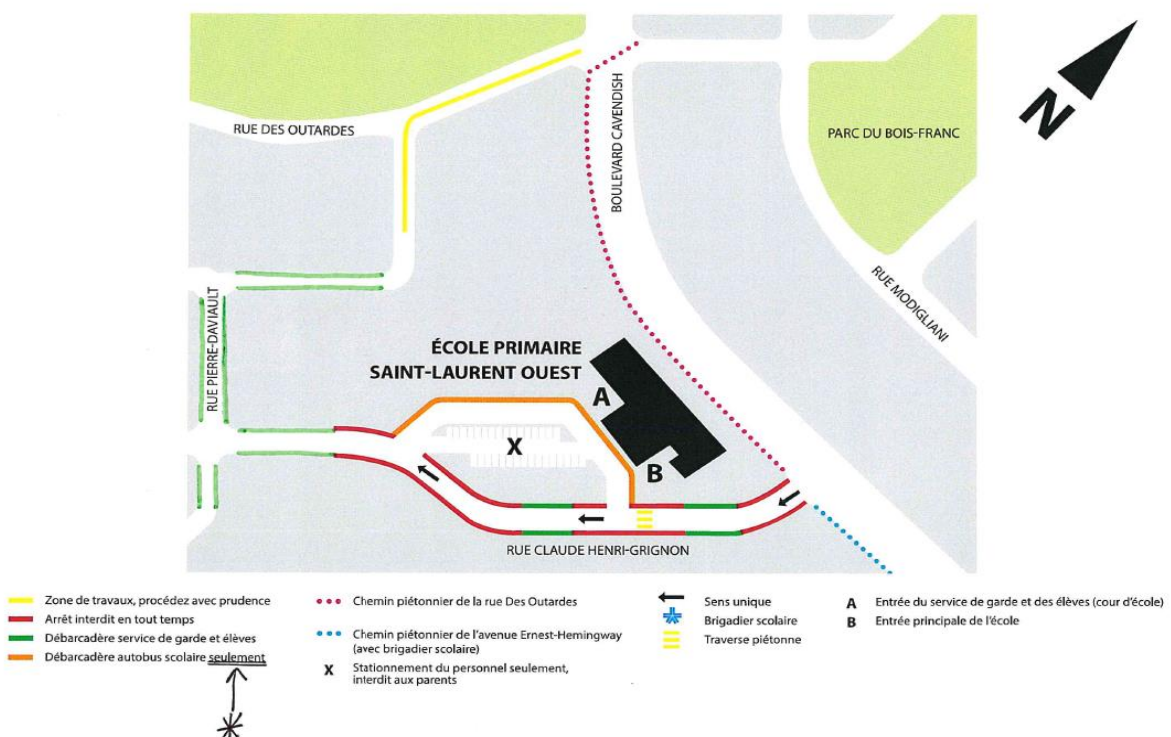 RUE DES OUTARDES
BOULEVARD CAVENDISH
PARC DU BOIS-FRANC
N
RUE MODIGLIANI
RUE PIERRE-DAVIAULT
ÉCOLE PRIMAIRE
SAINT-LAURENT OUEST
A
X
B
RUE CLAUDE HENRI-GRIGNON
Zone de travaux, procédez avec prudence
Arrêt interdit en tout temps
Débarcadère service de garde et élèves
Débarcadère autobus scolaire seulement
Chemin piétonnier de la rue Des Outardes
Chemin piétonnier de l'avenue Ernest-Hemingway
(avec brigadier scolaire)
X Stationnement du personnel seulement,
interdit aux parents
Sens unique
Brigadier scolaire
Traverse piétonne
A Entrée du service de garde et des élèves (cour d'école)
B Entrée principale de l'école